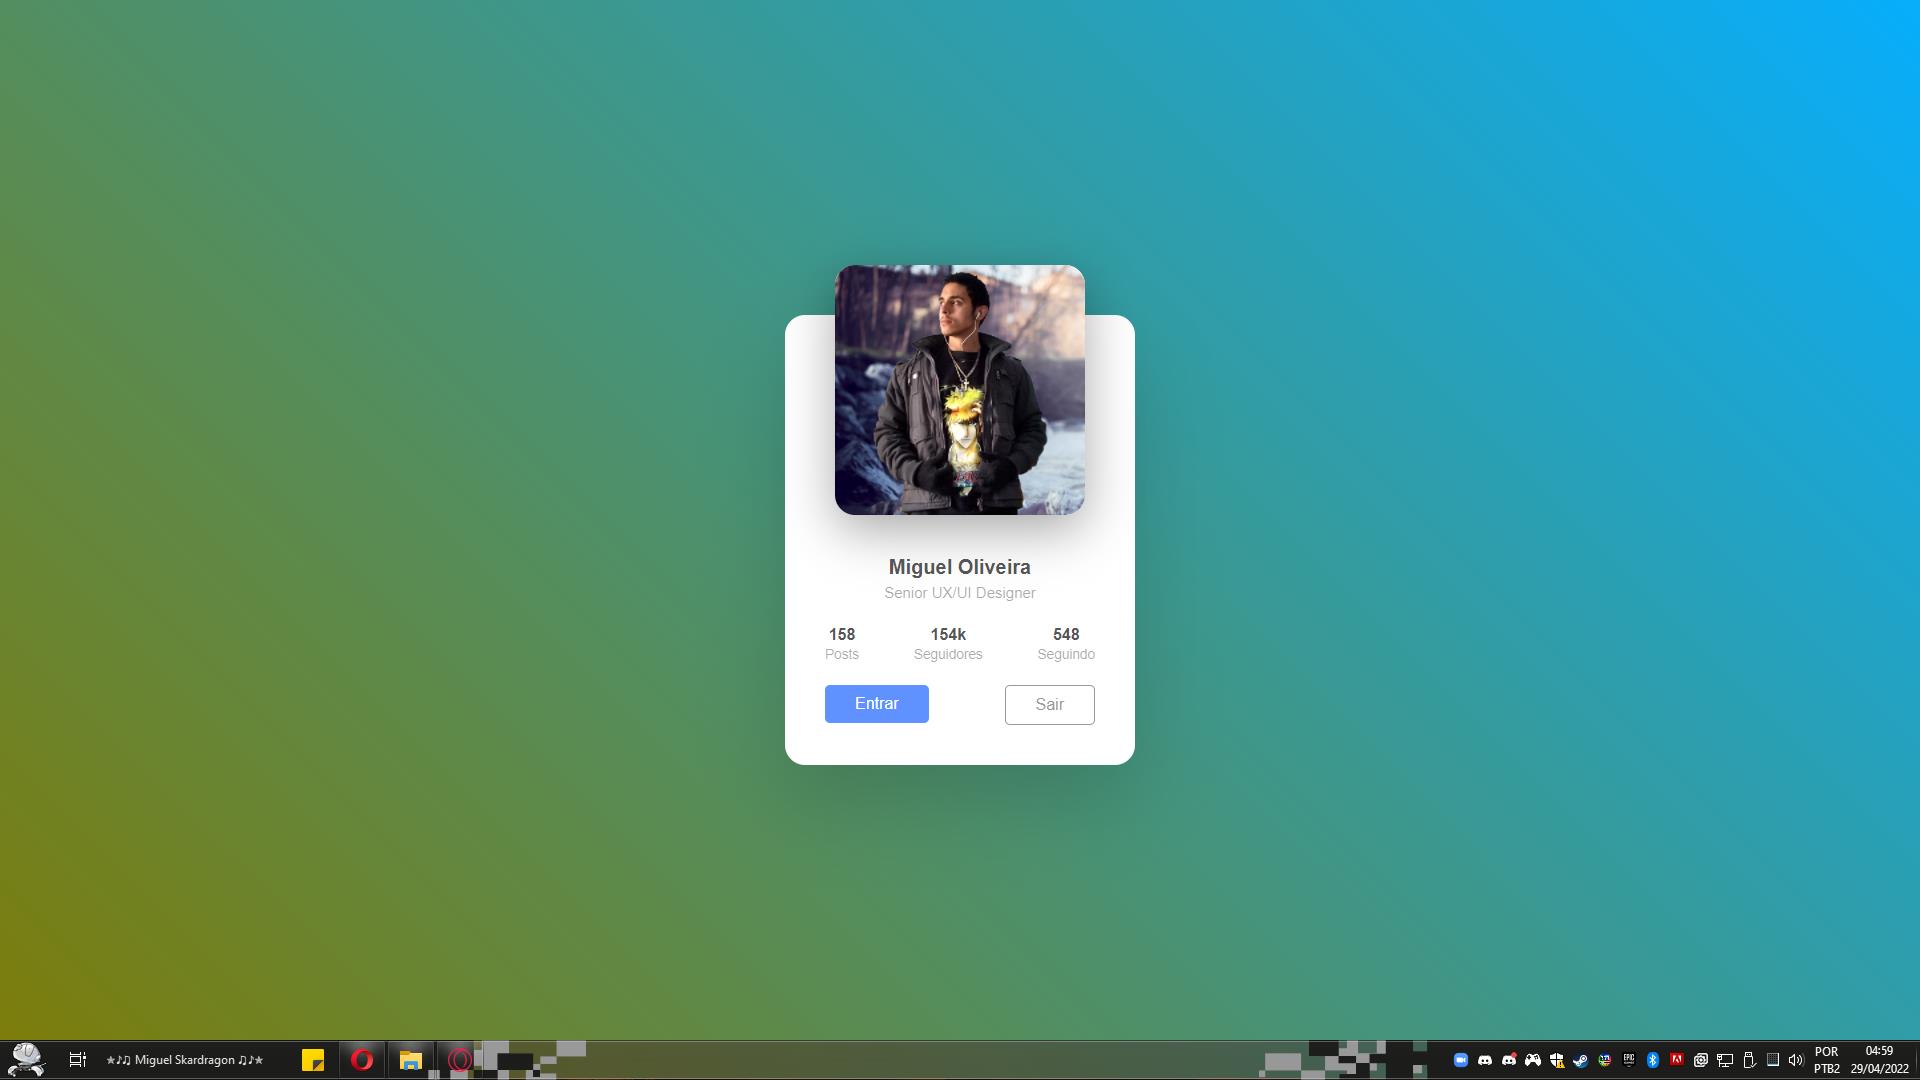 Miguel Oliveira
Senior UX/UI Designer
158 154k 548
Posts Seguidores Seguindo
Entrar Sair
★♪♫ Miguel Skardragon ♫♪★
POR 04:59
PTB2 29/04/2022